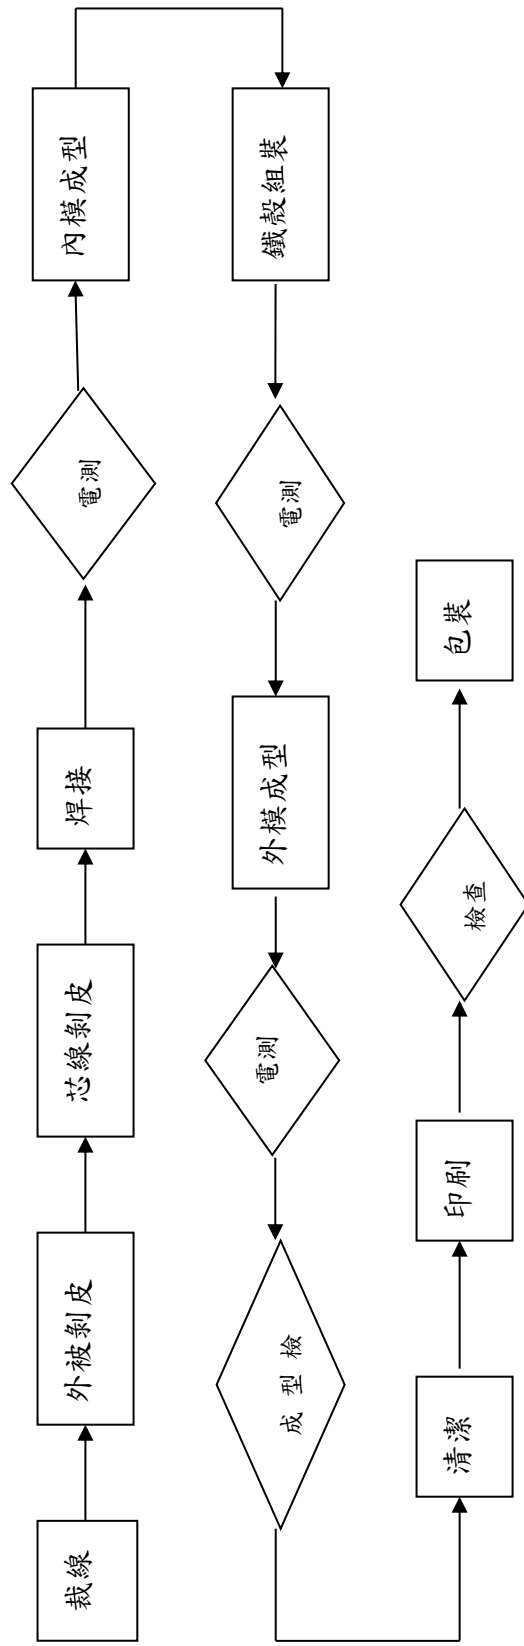 裁線
外被剝皮
芯線剝皮
焊接
電測
內模成型
鐵殼組裝
電測
外模成型
電測
成型檢
清潔
印刷
檢查
包裝